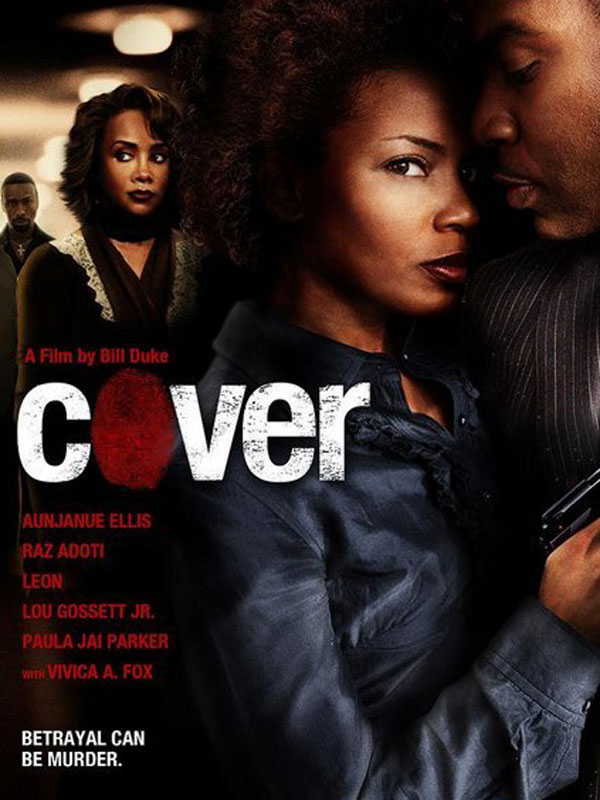 A Film by Bill Duke
cover
AUNJANUE ELLIS
RAZ ADOTI
LEON
LOU GOSSETT JR.
PAULA JAI PARKER
WITH VIVICA A. FOX
BETRAYAL CAN
BE MURDER.